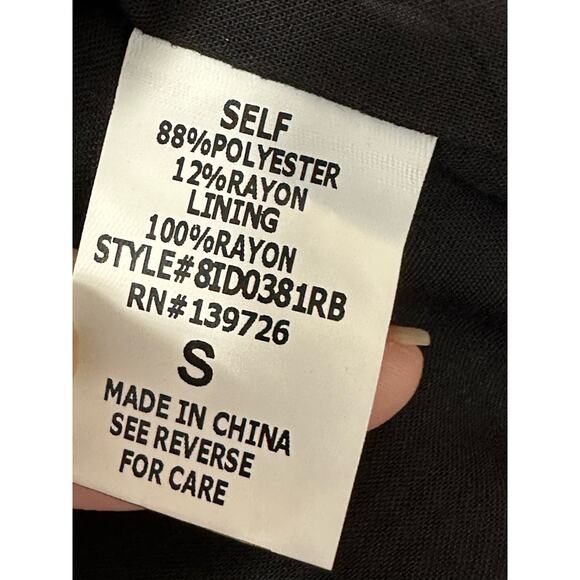 SELF
88%POLYESTER
12%RAYON
LINING
100%RAYON
STYLE#8ID0381RB
RN#139726
S
MADE IN CHINA
SEE REVERSE
FOR CARE